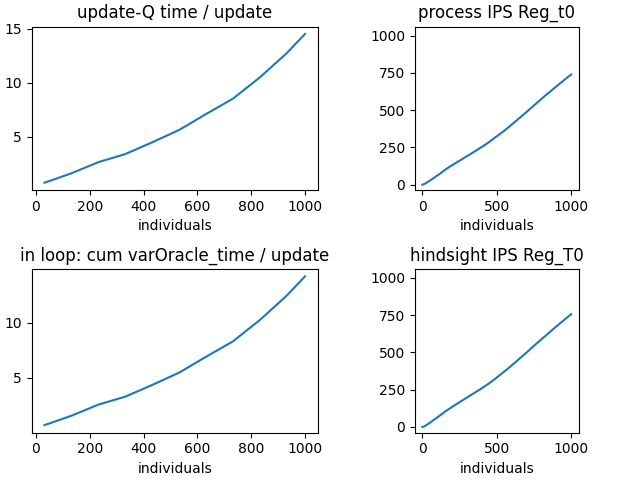 update-Q time / update
15
10
5
0 200 400 600 800 1000
individuals
process IPS Reg_t0
1000
750
500
250
0
0 500 1000
individuals
in loop: cum varOracle_time / update
10
5
0 200 400 600 800 1000
individuals
hindsight IPS Reg_T0
1000
750
500
250
0
0 500 1000
individuals